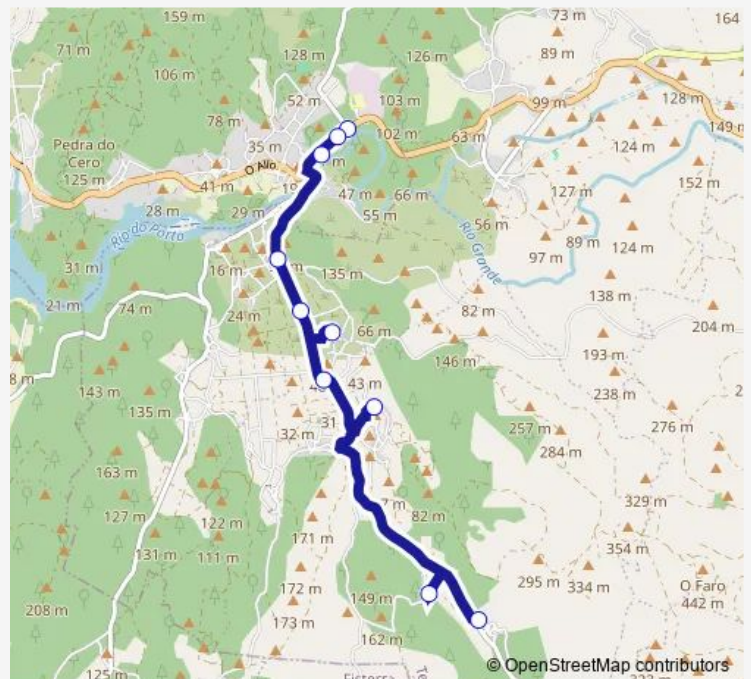 159 m
73 m
164
71 m
128 m
126 m
89 m
106 m
52 m
103 m
99 m
128 m
78 m
102 m
63 m
149 m
Pedra do
Cero
125 m
35 m
124 m
O Allo
41 m
47 m
66 m
127 m
152 m
28 m
29 m
55 m
56 m
Rio do Porto
Rio Grande
89 m
97 m
124 m
31 m
16 m
135 m
138 m
21 m
74 m
24 m
82 m
204 m
66 m
146 m
193 m
8 m
143 m
43 m
238 m
135 m
31
32 m
257 m
276 m
284 m
163 m
127 m
122 m
171 m
7 m
82 m
329 m
131 m
111 m
354 m
172 m
149 m
295 m
334 m
O Faro
442 m
208 m
173 m
162 m
125 m
Fisterra
© OpenStreetMap contributors